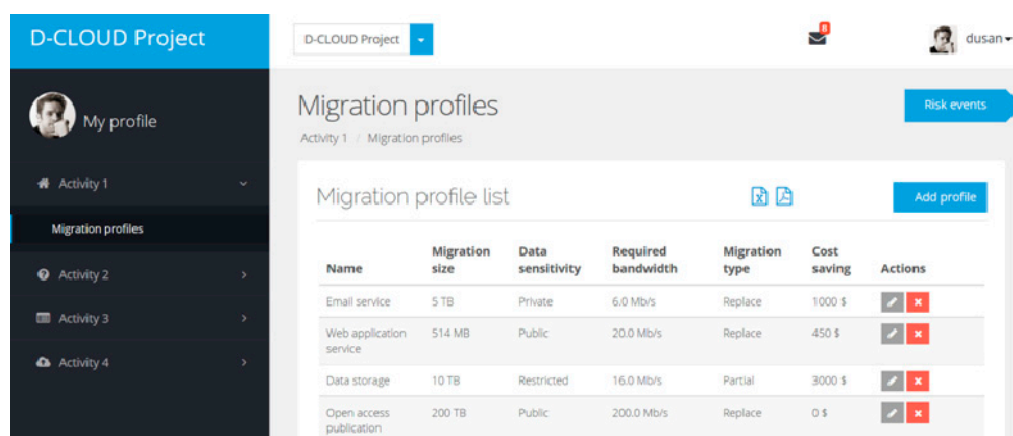 D-CLOUD Project
D-CLOUD Project
8
dusan
My profile
Migration profiles
Risk events
Activity 1 / Migration profiles
Activity 1
Migration profile list
Add profile
Migration profiles
Name Migration size Data sensitivity Required bandwidth Migration type Cost saving Actions
Activity 2
Email service 5 TB Private 6.0 Mb/s Replace 1000 $
Activity 3
Web application service 514 MB Public 20.0 Mb/s Replace 450 $
Activity 4
Data storage 10 TB Restricted 16.0 Mb/s Partial 3000 $
Open access publication 200 TB Public 200.0 Mb/s Replace 0 $